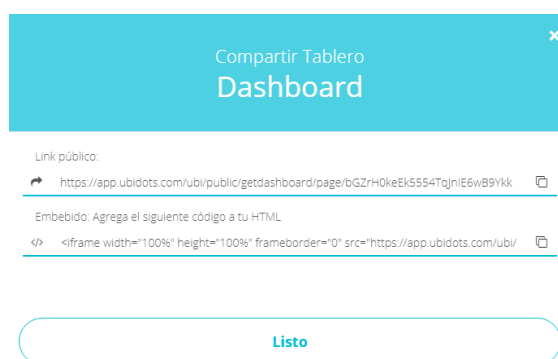 Compartir Tablero
Dashboard
Link público:
https://app.ubidots.com/ubi/public/getdashboard/page/bGZrH0keEk5554TqJnIE6wB9Ykk
Embebido: Agrega el siguiente código a tu HTML
</> <iframe width="100%" height="100%" frameborder="0" src="https://app.ubidots.com/ubi/
Listo